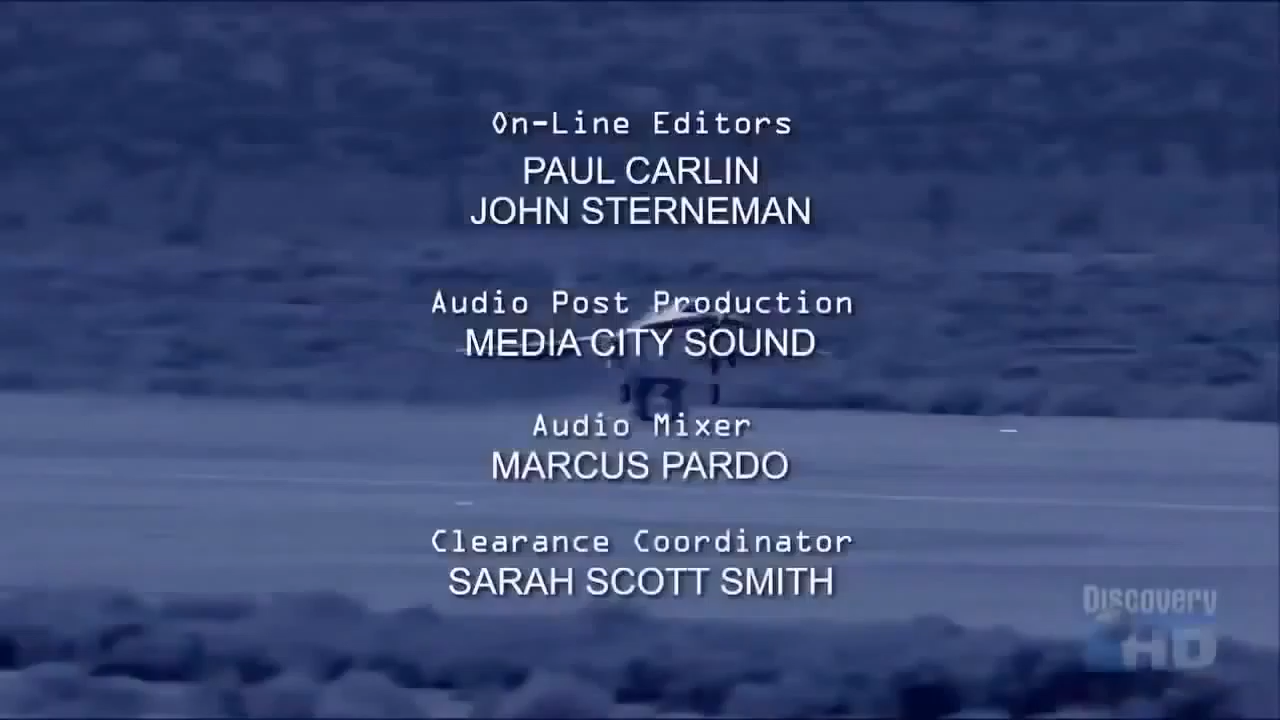 On-Line Editors
PAUL CARLIN
JOHN STERNEMAN
Audio Post Production
MEDIA CITY SOUND
Audio Mixer
MARCUS PARDO
Clearance Coordinator
SARAH SCOTT SMITH
Discovery
HD